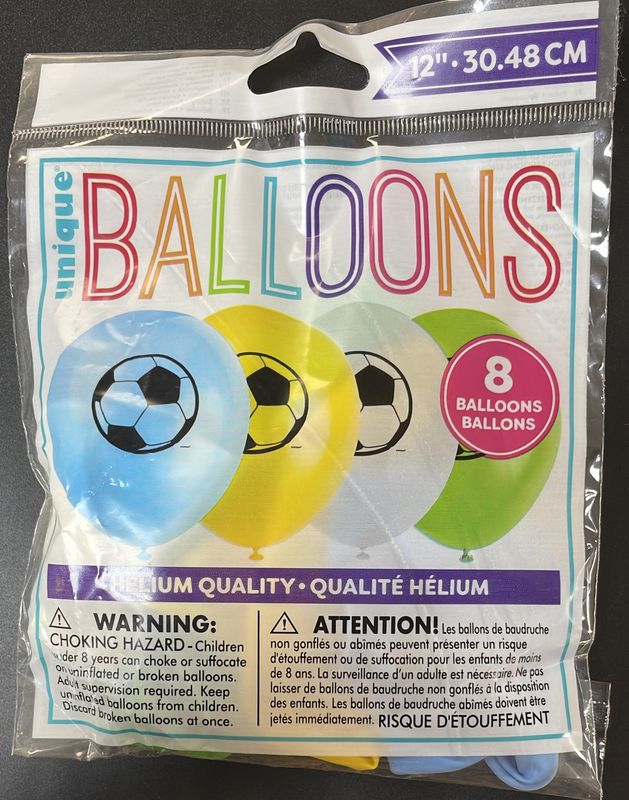 12" • 30.48 CM
unique
BALLOONS
8
BALLOONS
BALLONS
HELIUM QUALITY • QUALITÉ HÉLIUM
WARNING:
CHOKING HAZARD - Children
under 8 years can choke or suffocate
on uninflated or broken balloons.
Adult supervision required. Keep
uninflated balloons from children.
Discard broken balloons at once.
ATTENTION! Les ballons de baudruche
non gonflés ou abimés peuvent présenter un risque
d'étouffement ou de suffocation pour les enfants de moins
de 8 ans. La surveillance d'un adulte est nécessaire. Ne pas
laisser de ballons de baudruche non gonflés à la disposition
des enfants. Les ballons de baudruche abimés doivent être
jetés immédiatement. RISQUE D'ÉTOUFFEMENT